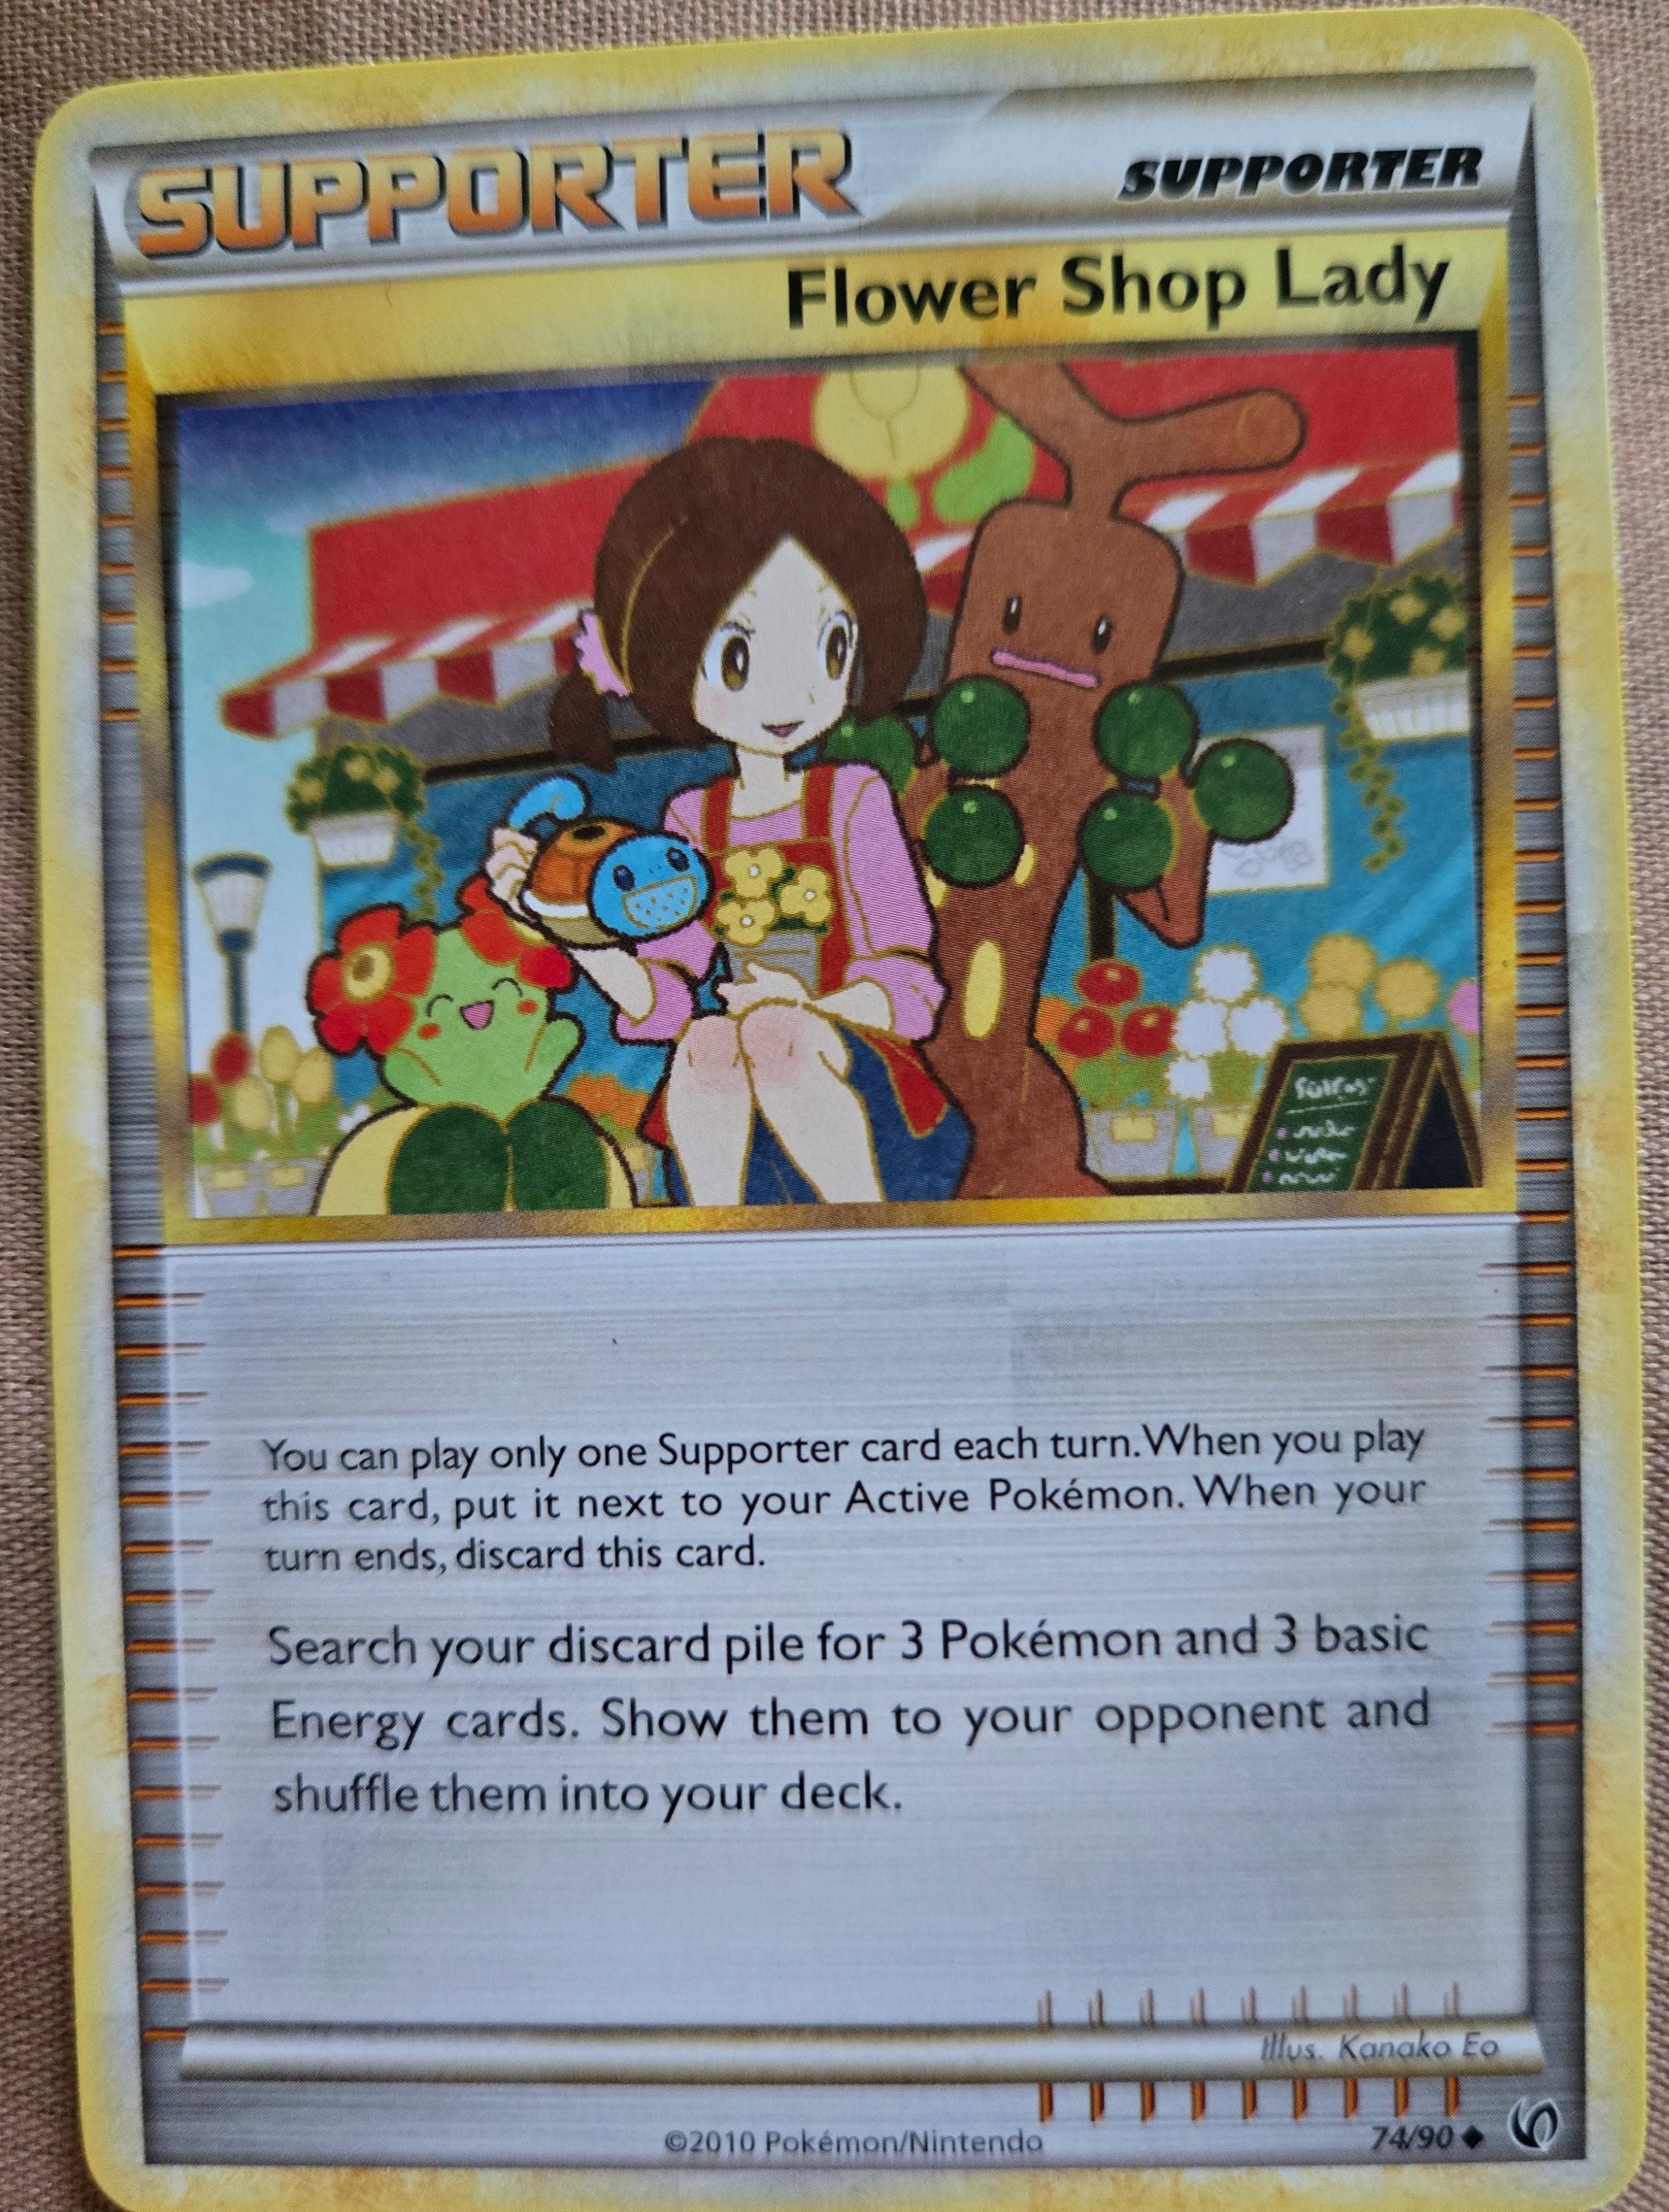 SUPPORTER SUPPORTER
Flower Shop Lady
You can play only one Supporter card each turn. When you play
this card, put it next to your Active Pokémon. When your
turn ends, discard this card.
Search your discard pile for 3 Pokémon and 3 basic
Energy cards. Show them to your opponent and
shuffle them into your deck.
Illus. Kanako Eo
©2010 Pokémon/Nintendo 74/90